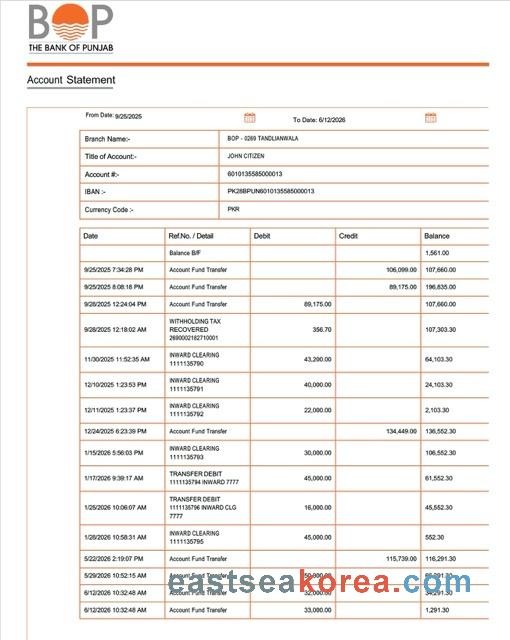 BOP
THE BANK OF PUNJAB
Account Statement
From Date: 9/25/2025 To Date: 6/12/2026
Branch Name:- BOP - 0269 TANDLIANWALA
Title of Account:- JOHN CITIZEN
Account #:- 6010135585000013
IBAN :- PK28BPUN6010135585000013
Currency Code :- PKR
Date Ref.No. / Detail Debit Credit Balance
Balance B/F 1,561.00
9/25/2025 7:34:28 PM Account Fund Transfer 106,099.00 107,660.00
9/25/2025 8:08:18 PM Account Fund Transfer 89,175.00 196,835.00
9/28/2025 12:24:04 PM Account Fund Transfer 89,175.00 107,660.00
9/28/2025 12:18:02 AM WITHHOLDING TAX RECOVERED 2690002182710001 356.70 107,303.30
11/30/2025 11:52:35 AM INWARD CLEARING 1111135790 43,200.00 64,103.30
12/10/2025 1:23:53 PM INWARD CLEARING 1111135791 40,000.00 24,103.30
12/11/2025 1:23:37 PM INWARD CLEARING 1111135792 22,000.00 2,103.30
12/24/2025 6:23:39 PM Account Fund Transfer 134,449.00 136,552.30
1/15/2026 5:56:03 PM INWARD CLEARING 1111135793 30,000.00 106,552.30
1/17/2026 9:39:17 AM TRANSFER DEBIT 1111135794 INWARD 7777 45,000.00 61,552.30
1/25/2026 10:06:07 AM TRANSFER DEBIT 1111135796 INWARD CLG 7777 16,000.00 45,552.30
1/28/2026 10:58:31 AM INWARD CLEARING 1111135795 45,000.00 552.30
5/22/2026 2:19:07 PM Account Fund Transfer 115,739.00 116,291.30
5/29/2026 10:52:15 AM Account Fund Transfer
6/12/2026 10:32:48 AM Account Fund Transfer 32,000.00 34,291.30
6/12/2026 10:32:48 AM Account Fund Transfer 33,000.00 1,291.30
eastseakorea.com